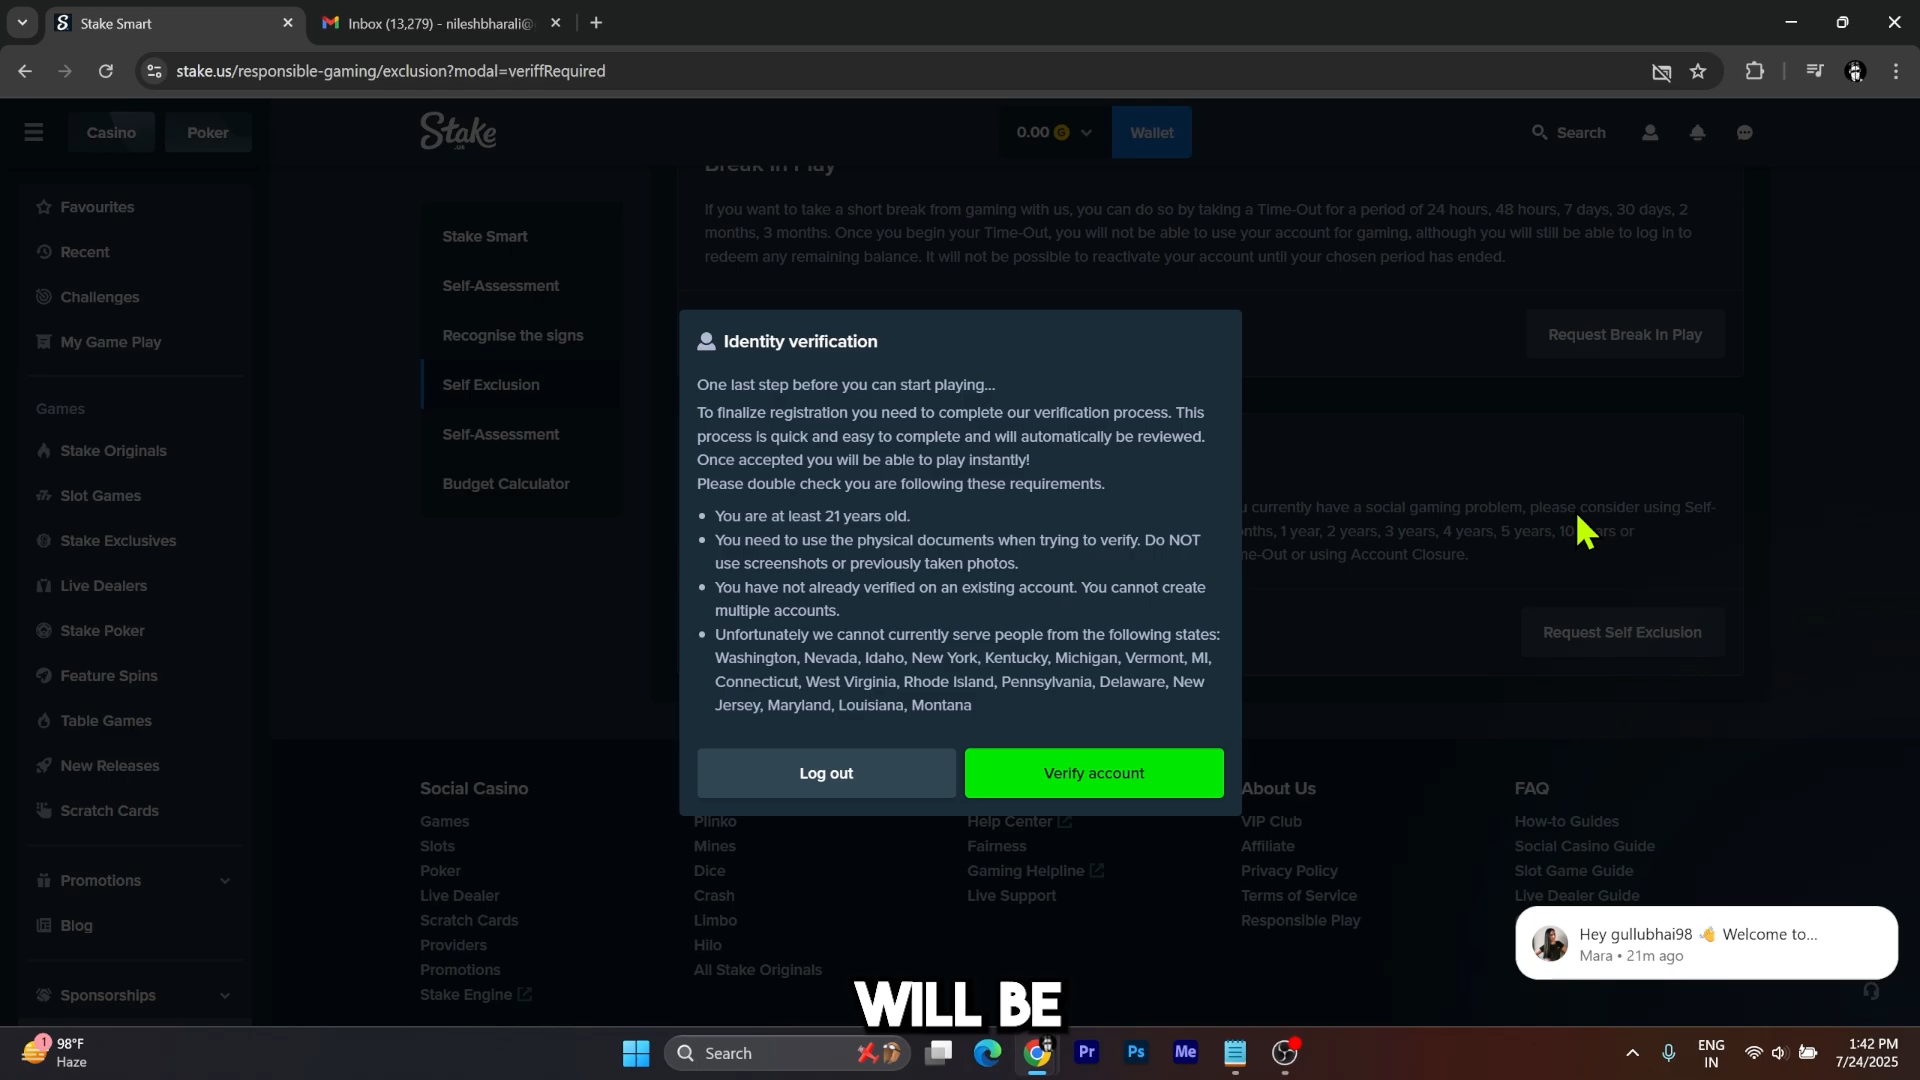 Stake Smart
Inbox (13,279) - nileshbharali@
stake.us/responsible-gaming/exclusion?modal=veriffRequired
Casino
Poker
Stake
.US
0.00
Wallet
Search
Favourites
Recent
Challenges
My Game Play
Games
Stake Originals
Slot Games
Stake Exclusives
Live Dealers
Stake Poker
Feature Spins
Table Games
New Releases
Scratch Cards
Promotions
Blog
Sponsorships
Stake Smart
Self-Assessment
Recognise the signs
Self Exclusion
Self-Assessment
Budget Calculator
Break In Play
If you want to take a short break from gaming with us, you can do so by taking a Time-Out for a period of 24 hours, 48 hours, 7 days, 30 days, 2
months, 3 months. Once you begin your Time-Out, you will not be able to use your account for gaming, although you will still be able to log in to
redeem any remaining balance. It will not be possible to reactivate your account until your chosen period has ended.
Request Break In Play
Identity verification
One last step before you can start playing...
To finalize registration you need to complete our verification process. This
process is quick and easy to complete and will automatically be reviewed.
Once accepted you will be able to play instantly!
Please double check you are following these requirements.
You are at least 21 years old.
You need to use the physical documents when trying to verify. Do NOT
use screenshots or previously taken photos.
You have not already verified on an existing account. You cannot create
multiple accounts.
Unfortunately we cannot currently serve people from the following states:
Washington, Nevada, Idaho, New York, Kentucky, Michigan, Vermont, MI,
Connecticut, West Virginia, Rhode Island, Pennsylvania, Delaware, New
Jersey, Maryland, Louisiana, Montana
Log out
Verify account
currently have a social gaming problem, please consider using Self-
1 year, 2 years, 3 years, 4 years, 5 years, 10
or using Account Closure.
Request Self Exclusion
Social Casino
Games
Slots
Poker
Live Dealer
Scratch Cards
Providers
Promotions
Stake Engine
Plinko
Mines
Dice
Crash
Limbo
Hilo
All Stake Originals
Help Center
Fairness
Gaming Helpline
Live Support
About Us
VIP Club
Affiliate
Privacy Policy
Terms of Service
Responsible Play
FAQ
How-to Guides
Social Casino Guide
Slot Game Guide
Live Dealer Guide
Hey gullubhai98 👋 Welcome to...
Mara • 21m ago
WILL BE
1
98°F
Haze
Search
Pr
Ps
Me
ENG
IN
1:42 PM
7/24/2025